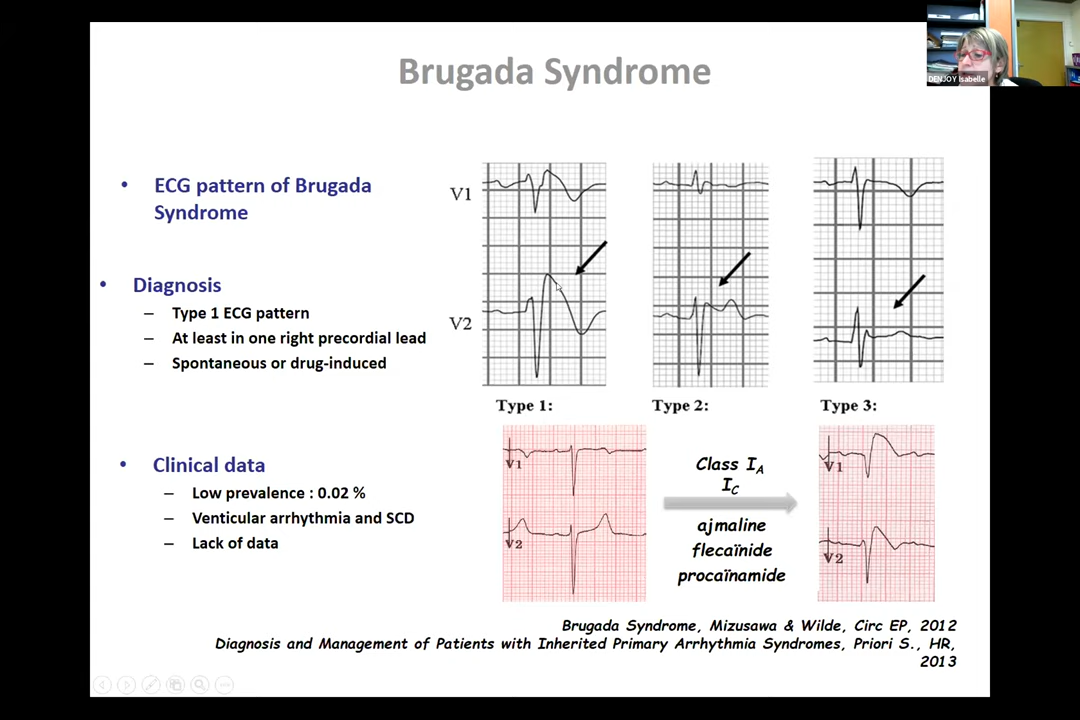 Brugada Syndrome
DENJOY Isabelle
• ECG pattern of Brugada
Syndrome
• Diagnosis
– Type 1 ECG pattern
– At least in one right precordial lead
– Spontaneous or drug-induced
• Clinical data
– Low prevalence : 0.02 %
– Venticular arrhythmia and SCD
– Lack of data
V1
V2
Type 1:
Type 2:
Type 3:
V1
V2
Class IA
IC
ajmaline
flecaïnide
procaïnamide
V1
V2
Brugada Syndrome, Mizusawa & Wilde, Circ EP, 2012
Diagnosis and Management of Patients with Inherited Primary Arrhythmia Syndromes, Priori S., HR,
2013